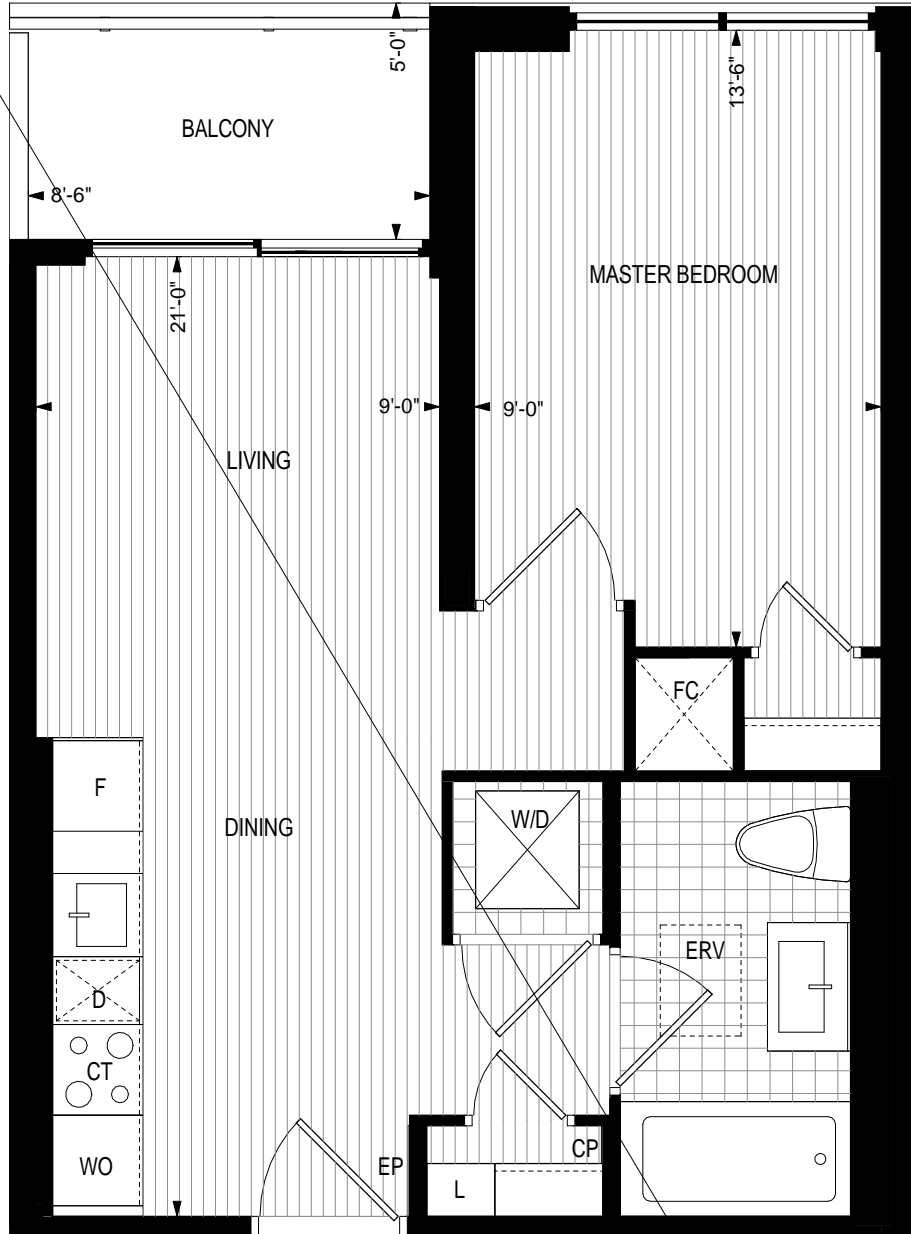 5'-0"
13'-6"
BALCONY
8'-6"
MASTER BEDROOM
21'-0"
9'-0"
9'-0"
LIVING
FC
F
W/D
DINING
ERV
D
CT
CP
WO
EP
L